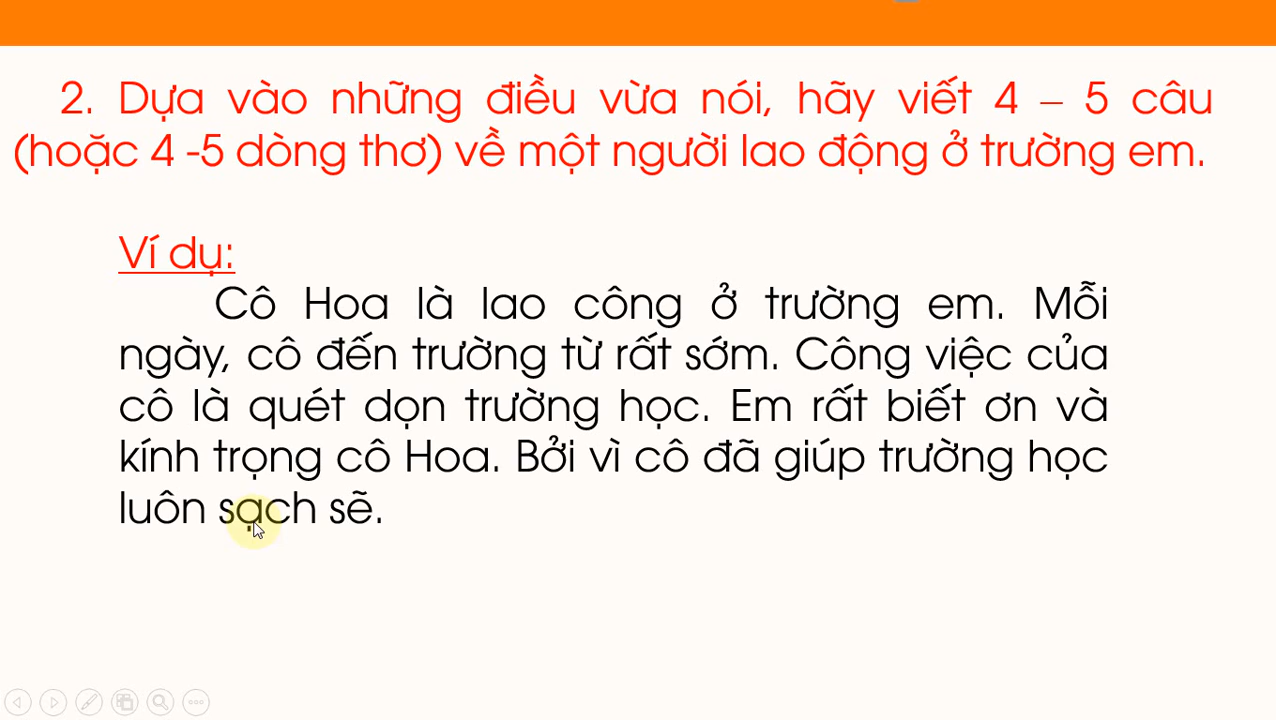 2. Dựa vào những điều vừa nói, hãy viết 4 – 5 câu
(hoặc 4 -5 dòng thơ) về một người lao động ở trường em.
Ví dụ:
Cô Hoa là lao công ở trường em. Mỗi
ngày, cô đến trường từ rất sớm. Công việc của
cô là quét dọn trường học. Em rất biết ơn và
kính trọng cô Hoa. Bởi vì cô đã giúp trường học
luôn sạch sẽ.